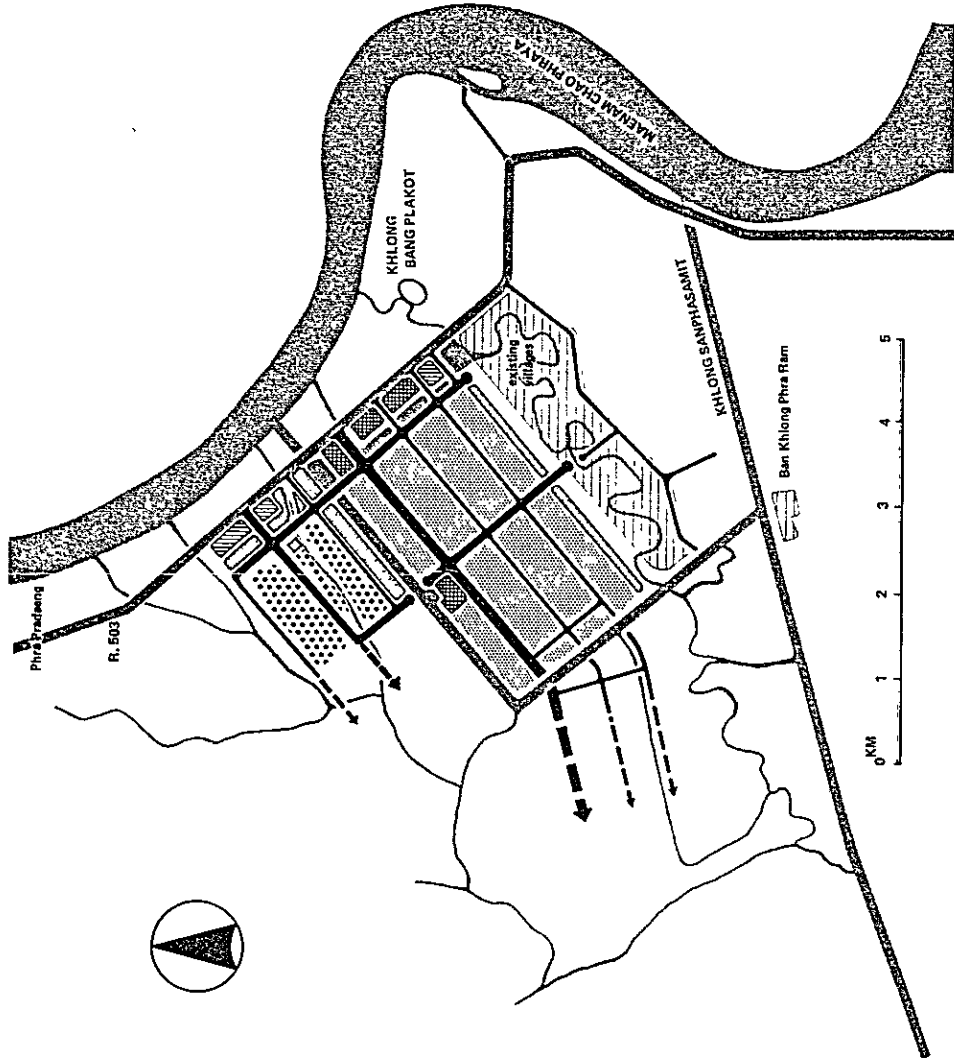 Phra Pradaeng
R. 503
MAENAM CHAO PHRAYA
KHLONG
BANG PLAKOT
existing
villages
KHLONG SANPHASAMIT
Ban Khlong Phra Ram
KM
0 1 2 3 4 5